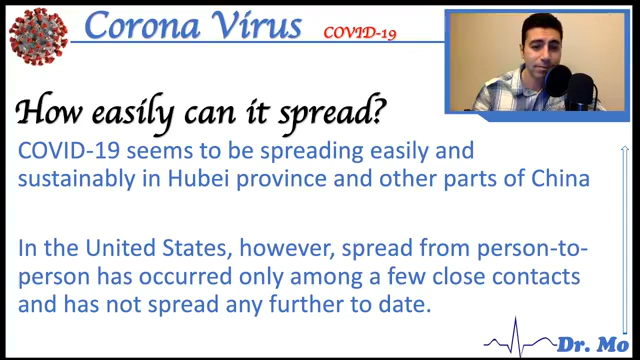 Corona Virus COVID-19
How easily can it spread?
COVID-19 seems to be spreading easily and
sustainably in Hubei province and other parts of China
In the United States, however, spread from person-to-
person has occurred only among a few close contacts
and has not spread any further to date.
Dr. Mo